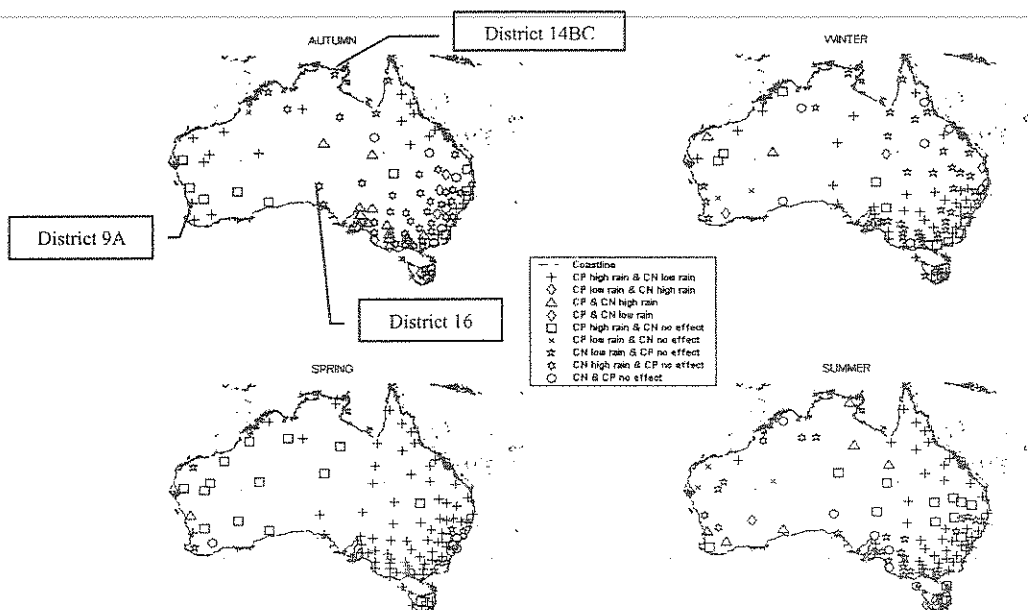 District 14BC
AUTUMN
WINTER
District 9A
District 16
Coastline
CP high rain & CN low rain
CP low rain & CN high rain
CP & CN high rain
CP & CN low rain
CP high rain & CN no effect
CP low rain & CN no effect
CN low rain & CP no effect
CN high rain & CP no effect
CN & CP no effect
SPRING
SUMMER